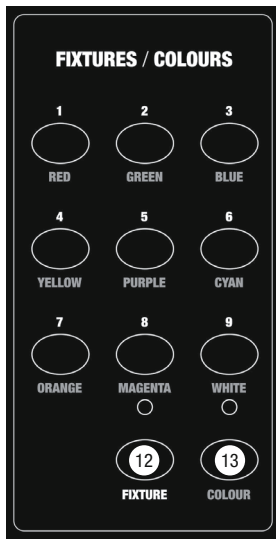 FIXTURES / COLOURS
1 2 3
RED GREEN BLUE
4 5 6
YELLOW PURPLE CYAN
7 8 9
ORANGE MAGENTA WHITE
12 13
FIXTURE COLOUR